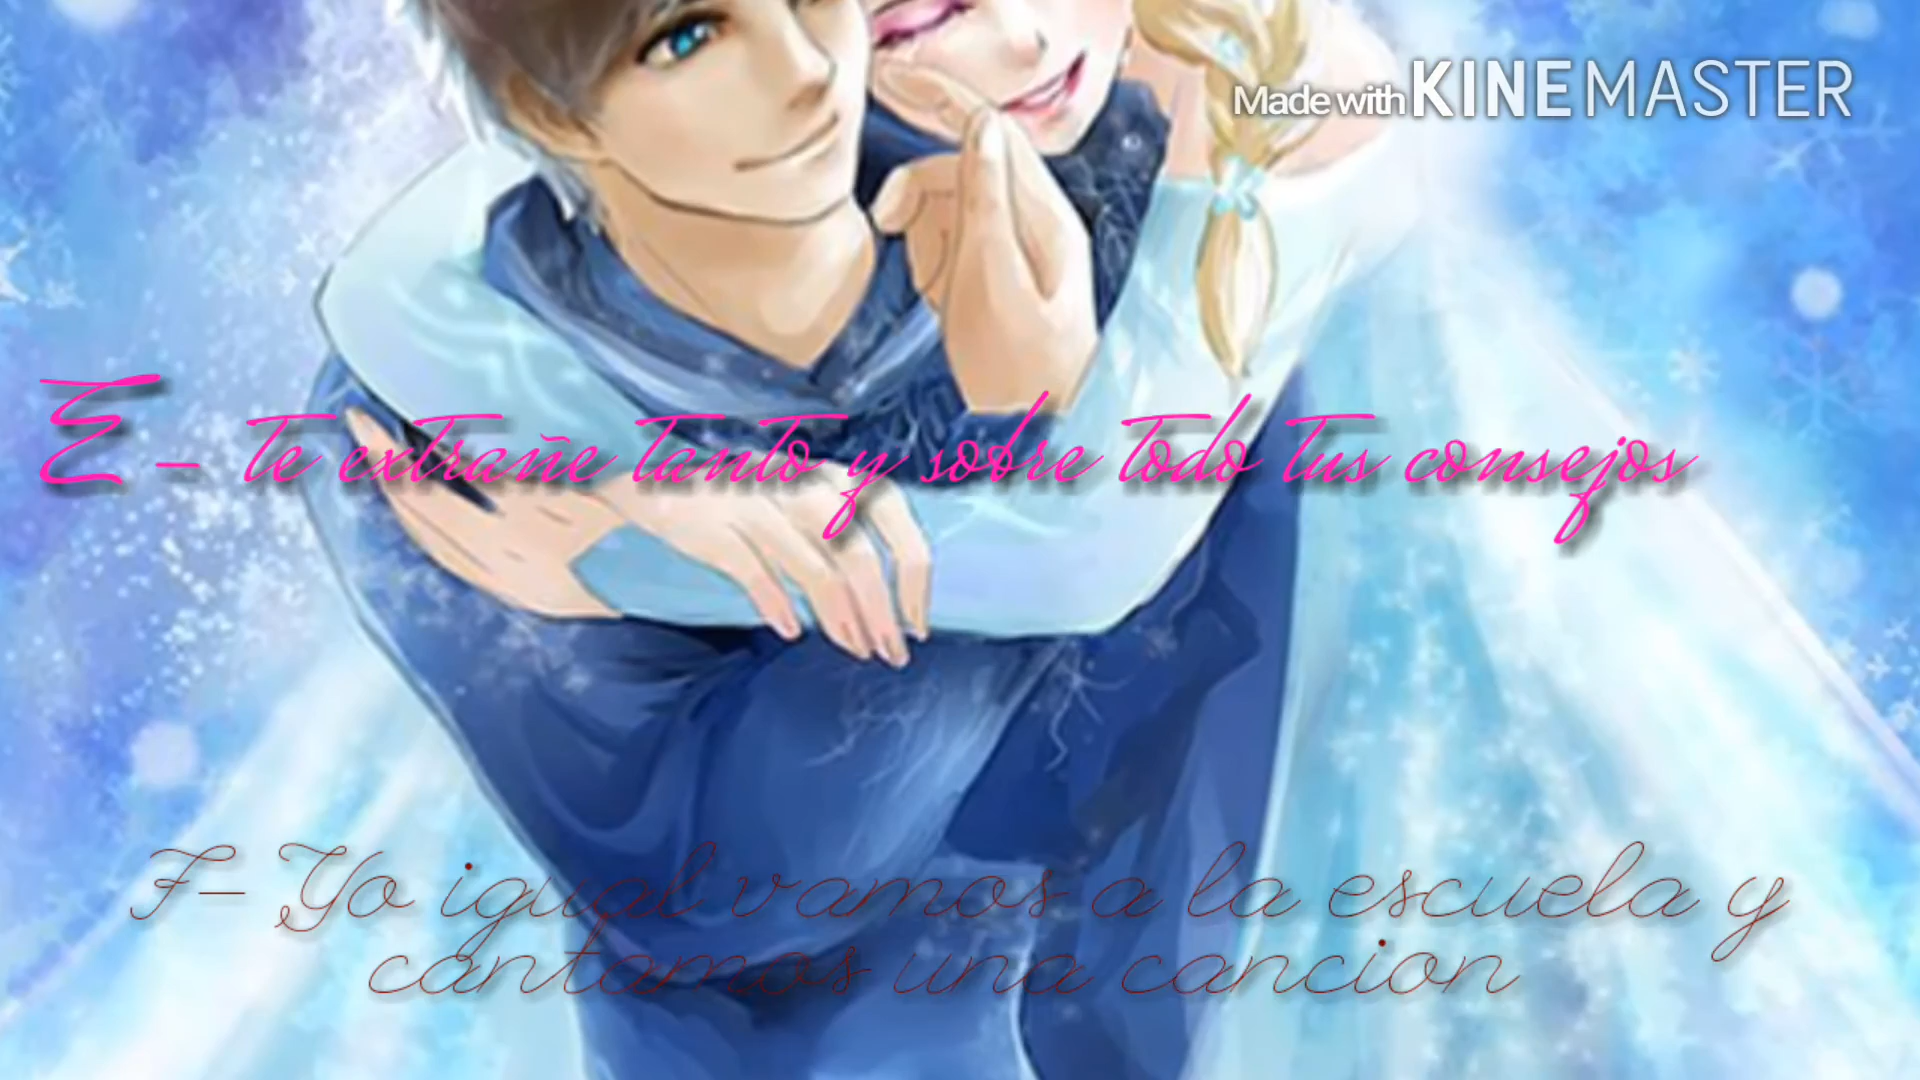 Made with KINEMASTER
E - te extrañe tanto y sobre todo tus consejos
F- Yo igual vamos a la escuela y
cantamos una cancion